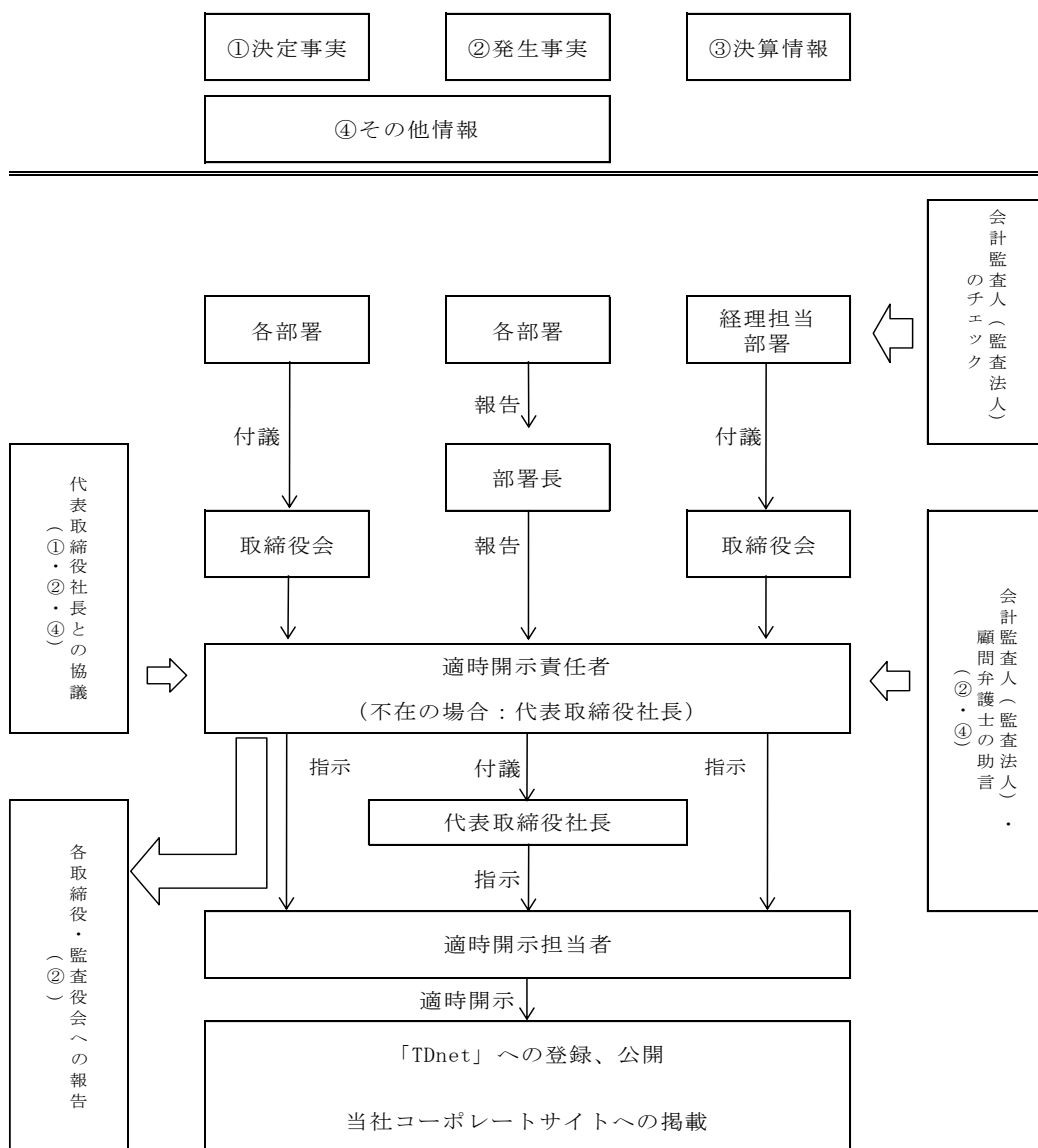 ①決定事実
②発生事実
③決算情報
④その他情報
会計監査人（監査法人）
のチェック
各部署
各部署
経理担当
部署
報告
付議
付議
部署長
代表取締役社長との協議
（①・②・④）
取締役会
報告
取締役会
会計監査人（監査法人）・
顧問弁護士の助言
（②・④）
適時開示責任者
（不在の場合：代表取締役社長）
指示
付議
指示
代表取締役社長
各取締役・監査役会への報告
（②）
指示
適時開示担当者
適時開示
「TDnet」への登録、公開
当社コーポレートサイトへの掲載